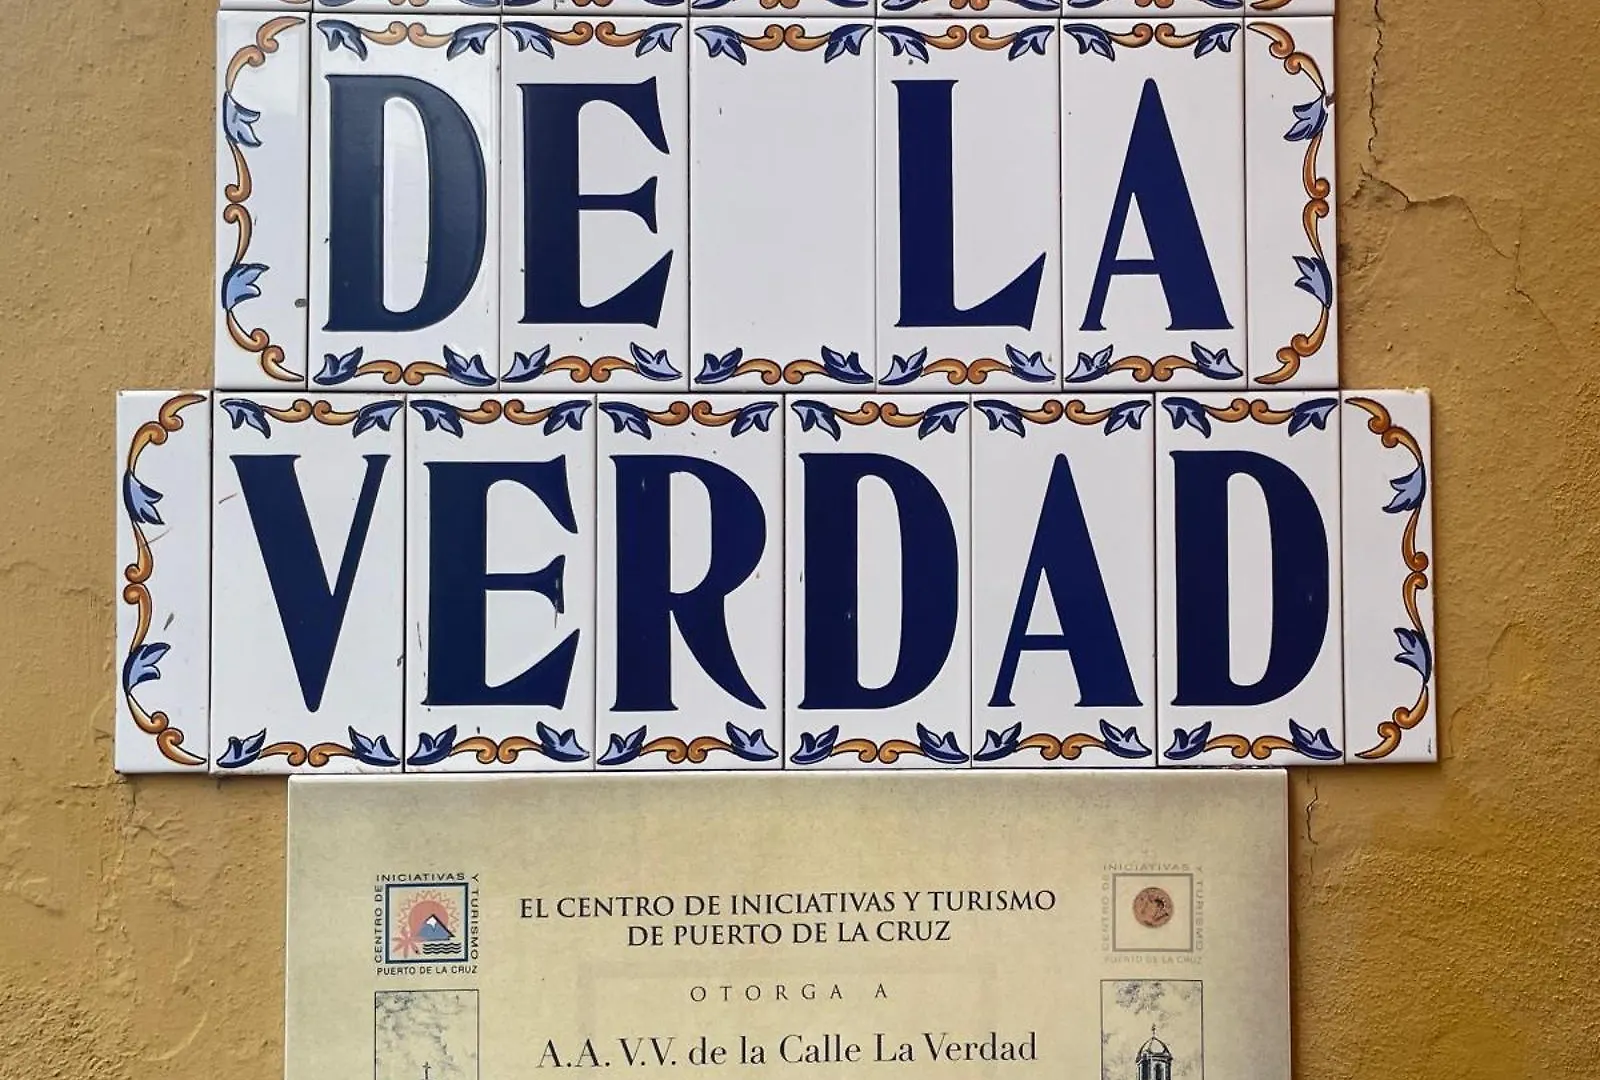 DE LA
VERDAD
CENTRO DE INICIATIVAS Y TURISMO
PUERTO DE LA CRUZ
EL CENTRO DE INICIATIVAS Y TURISMO
DE PUERTO DE LA CRUZ
CENTRO DE INICIATIVAS Y TURISMO
PUERTO DE LA CRUZ
OTORGA A
A.A. V.V. de la Calle La Verdad